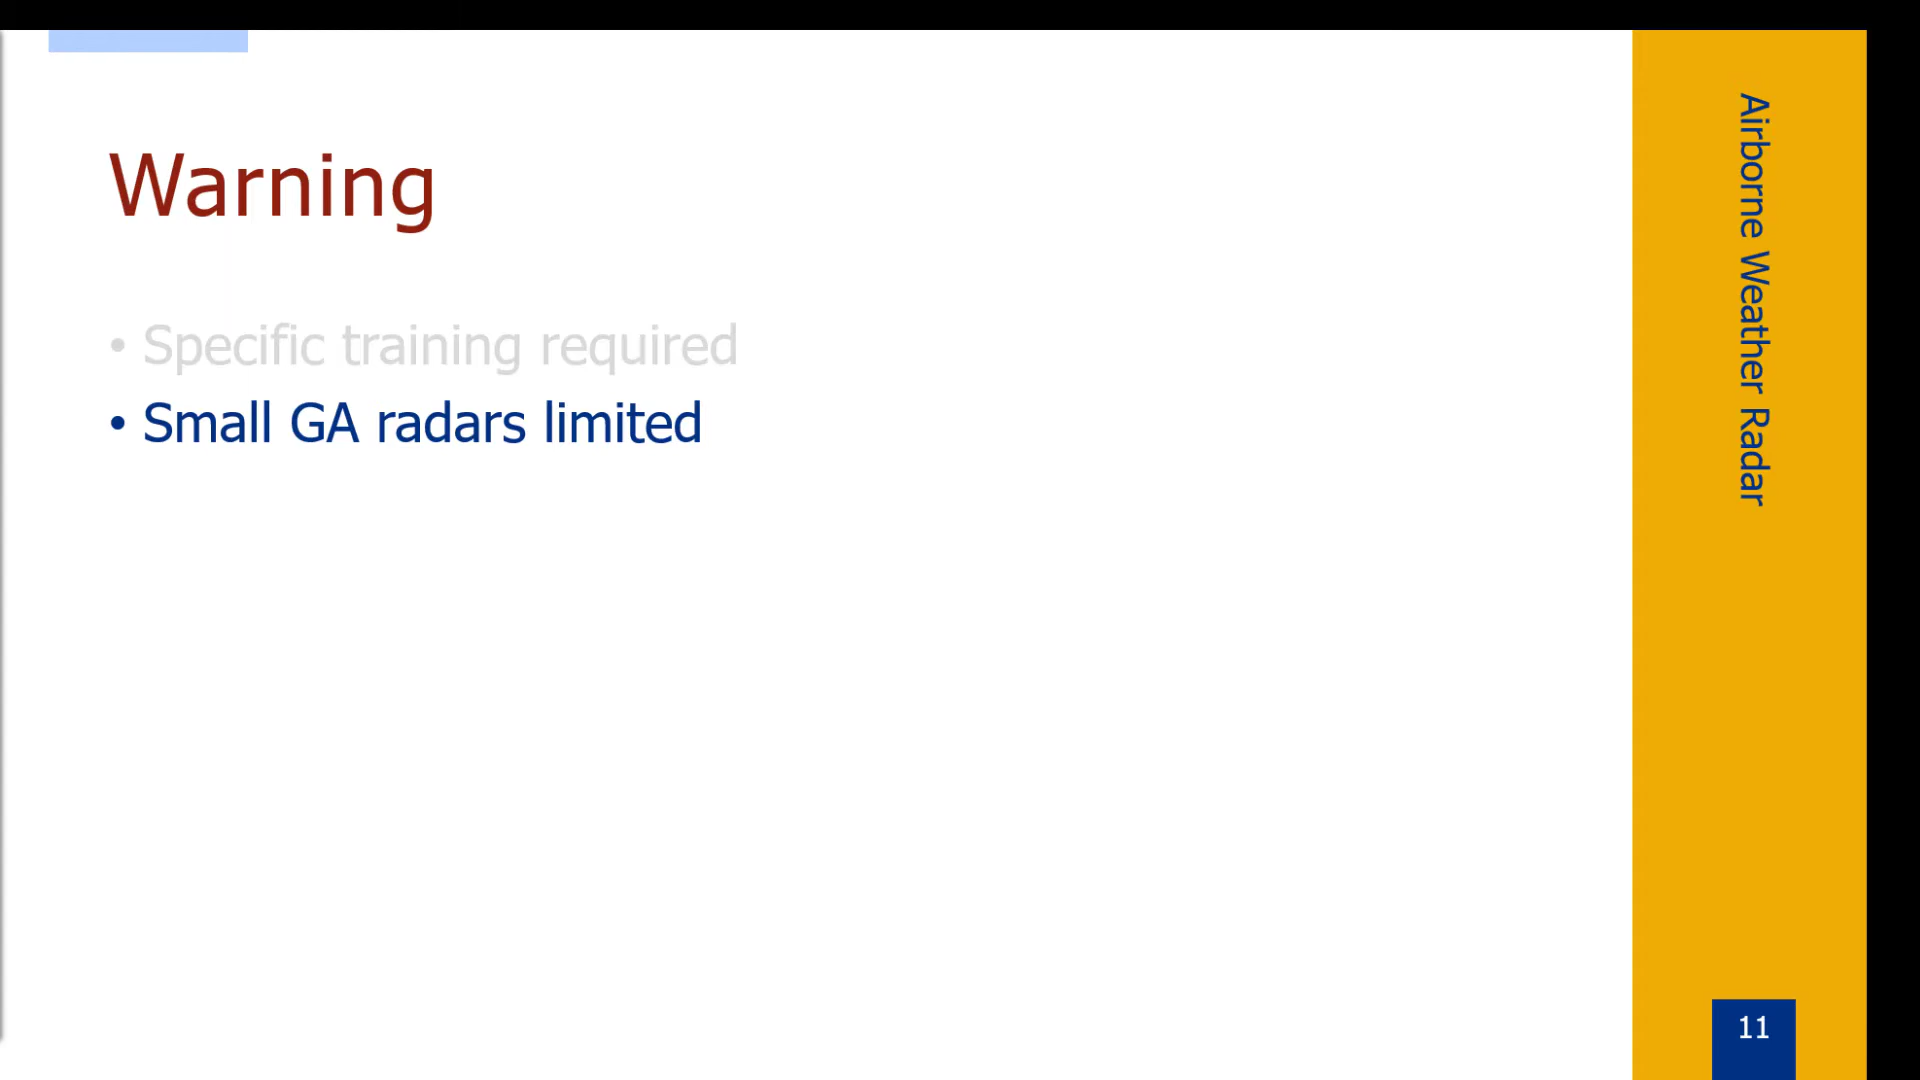 Warning
• Specific training required
• Small GA radars limited
Airborne Weather Radar
11